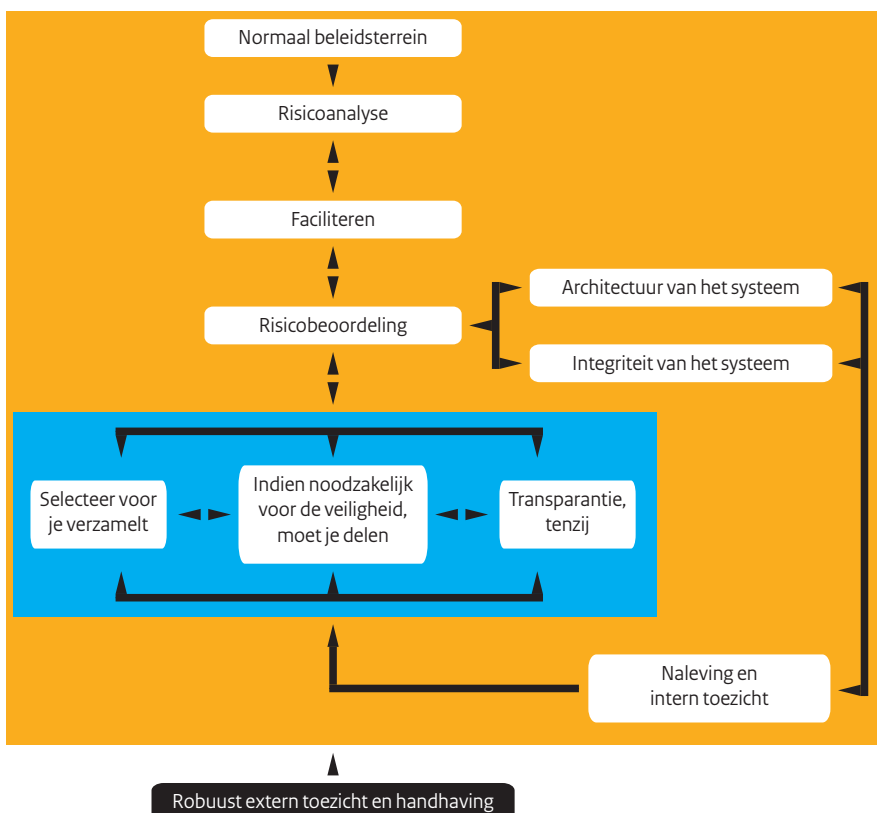 Normaal beleidsterrein
Risicoanalyse
Faciliteren
Risicobeoordeling
Architectuur van het systeem
Integriteit van het systeem
Selecteer voor
je verzamelt
Indien noodzakelijk
voor de veiligheid,
moet je delen
Transparantie,
tenzij
Naleving en
intern toezicht
Robuust extern toezicht en handhaving